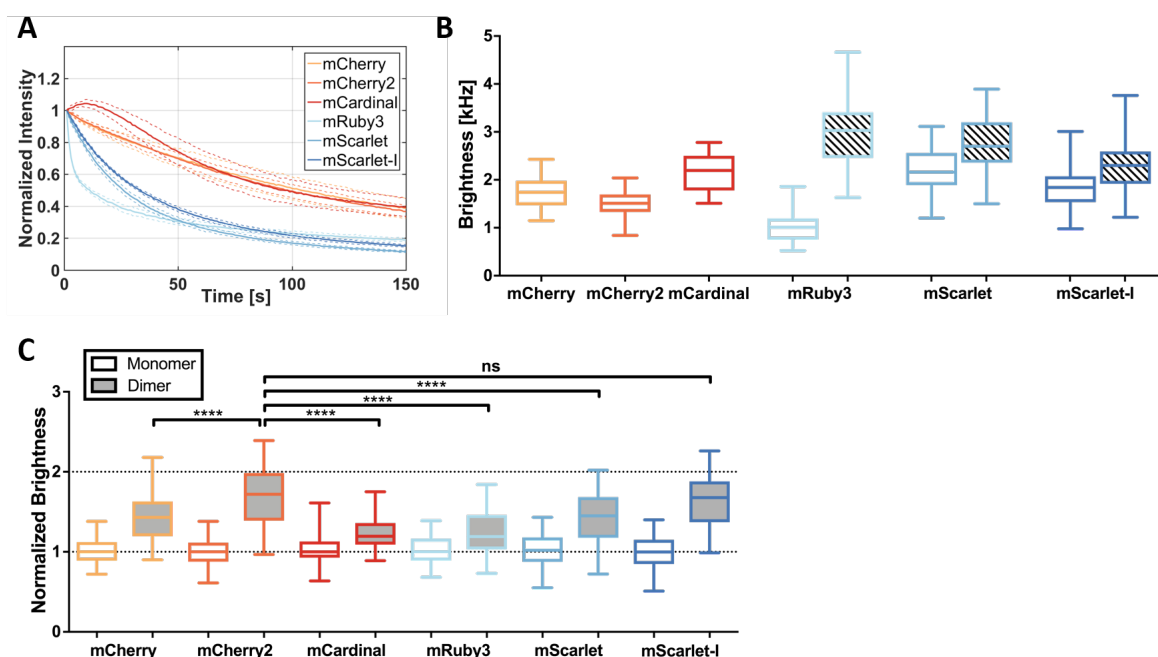 A
Normalized Intensity
1.2
1
0.8
0.6
0.4
0.2
0
mCherry
mCherry2
mCardinal
mRuby3
mScarlet
mScarlet-I
0 50 100 150
Time [s]
B
Brightness [kHz]
5
4
3
2
1
0
mCherry mCherry2 mCardinal mRuby3 mScarlet mScarlet-I
C
Monomer
Dimer
ns
****
****
**** ****
Normalized Brightness
3
2
1
0
mCherry mCherry2 mCardinal mRuby3 mScarlet mScarlet-I